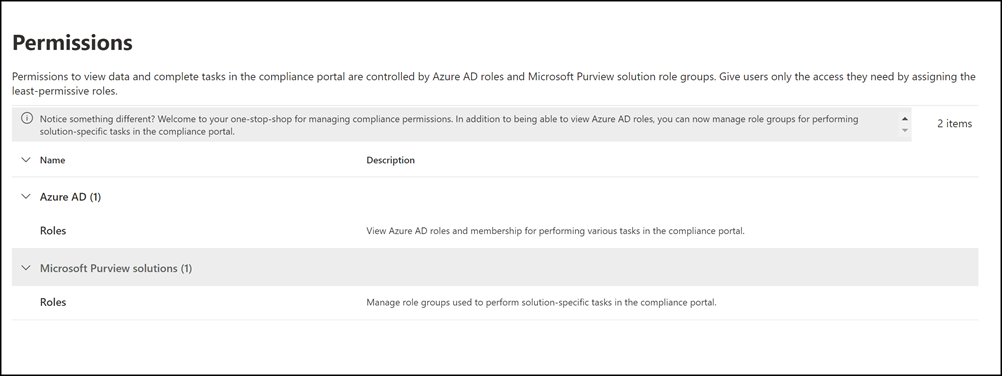 Permissions
Permissions to view data and complete tasks in the compliance portal are controlled by Azure AD roles and Microsoft Purview solution role groups. Give users only the access they need by assigning the
least-permissive roles.
Notice something different? Welcome to your one-stop-shop for managing compliance permissions. In addition to being able to view Azure AD roles, you can now manage role groups for performing
solution-specific tasks in the compliance portal.
2 items
Name Description
Azure AD (1)
Roles View Azure AD roles and membership for performing various tasks in the compliance portal.
Microsoft Purview solutions (1)
Roles Manage role groups used to perform solution-specific tasks in the compliance portal.